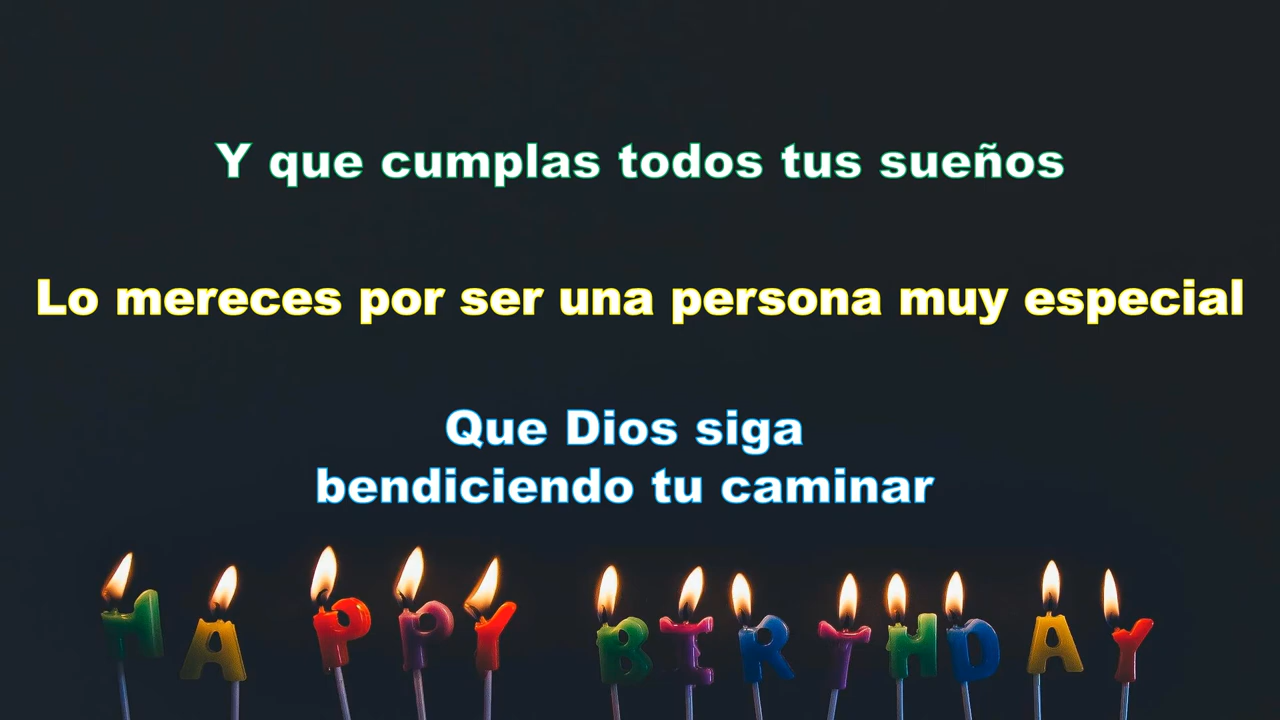 Y que cumplas todos tus sueños
Lo mereces por ser una persona muy especial
Que Dios siga
bendiciendo tu caminar
HAPPY BIRTHDAY